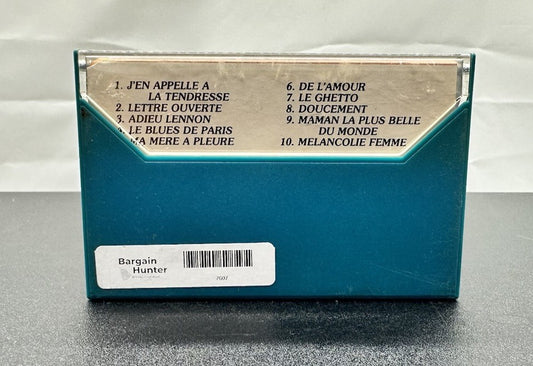 1. J'EN APPELLE A
LA TENDRESSE
2. LETTRE OUVERTE
3. ADIEU LENNON
LE BLUES DE PARIS
MA MERE A PLEURE
6. DE L'AMOUR
7. LE GHETTO
8. DOUCEMENT
9. MAMAN LA PLUS BELLE
DU MONDE
10. MELANCOLIE FEMME
Bargain
Hunter
7G07